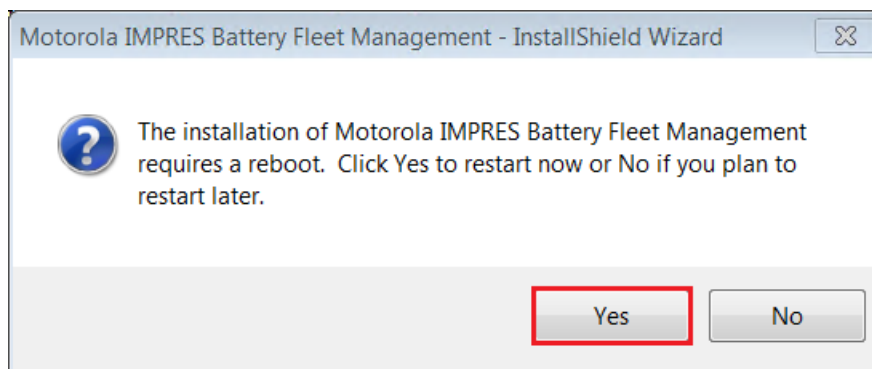 Motorola IMPRES Battery Fleet Management - InstallShield Wizard
The installation of Motorola IMPRES Battery Fleet Management
requires a reboot. Click Yes to restart now or No if you plan to
restart later.
Yes
No